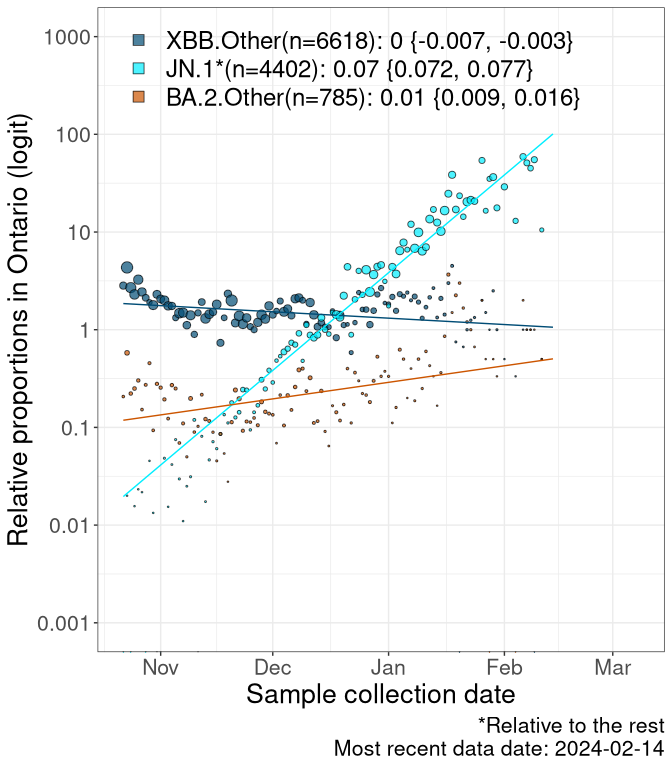 XBB.Other(n=6618): 0 {-0.007, -0.003}
JN.1*(n=4402): 0.07 {0.072, 0.077}
BA.2.Other(n=785): 0.01 {0.009, 0.016}
Relative proportions in Ontario (logit)
1000
100
10
1
0.1
0.01
0.001
Nov Dec Jan Feb Mar
Sample collection date
*Relative to the rest
Most recent data date: 2024-02-14